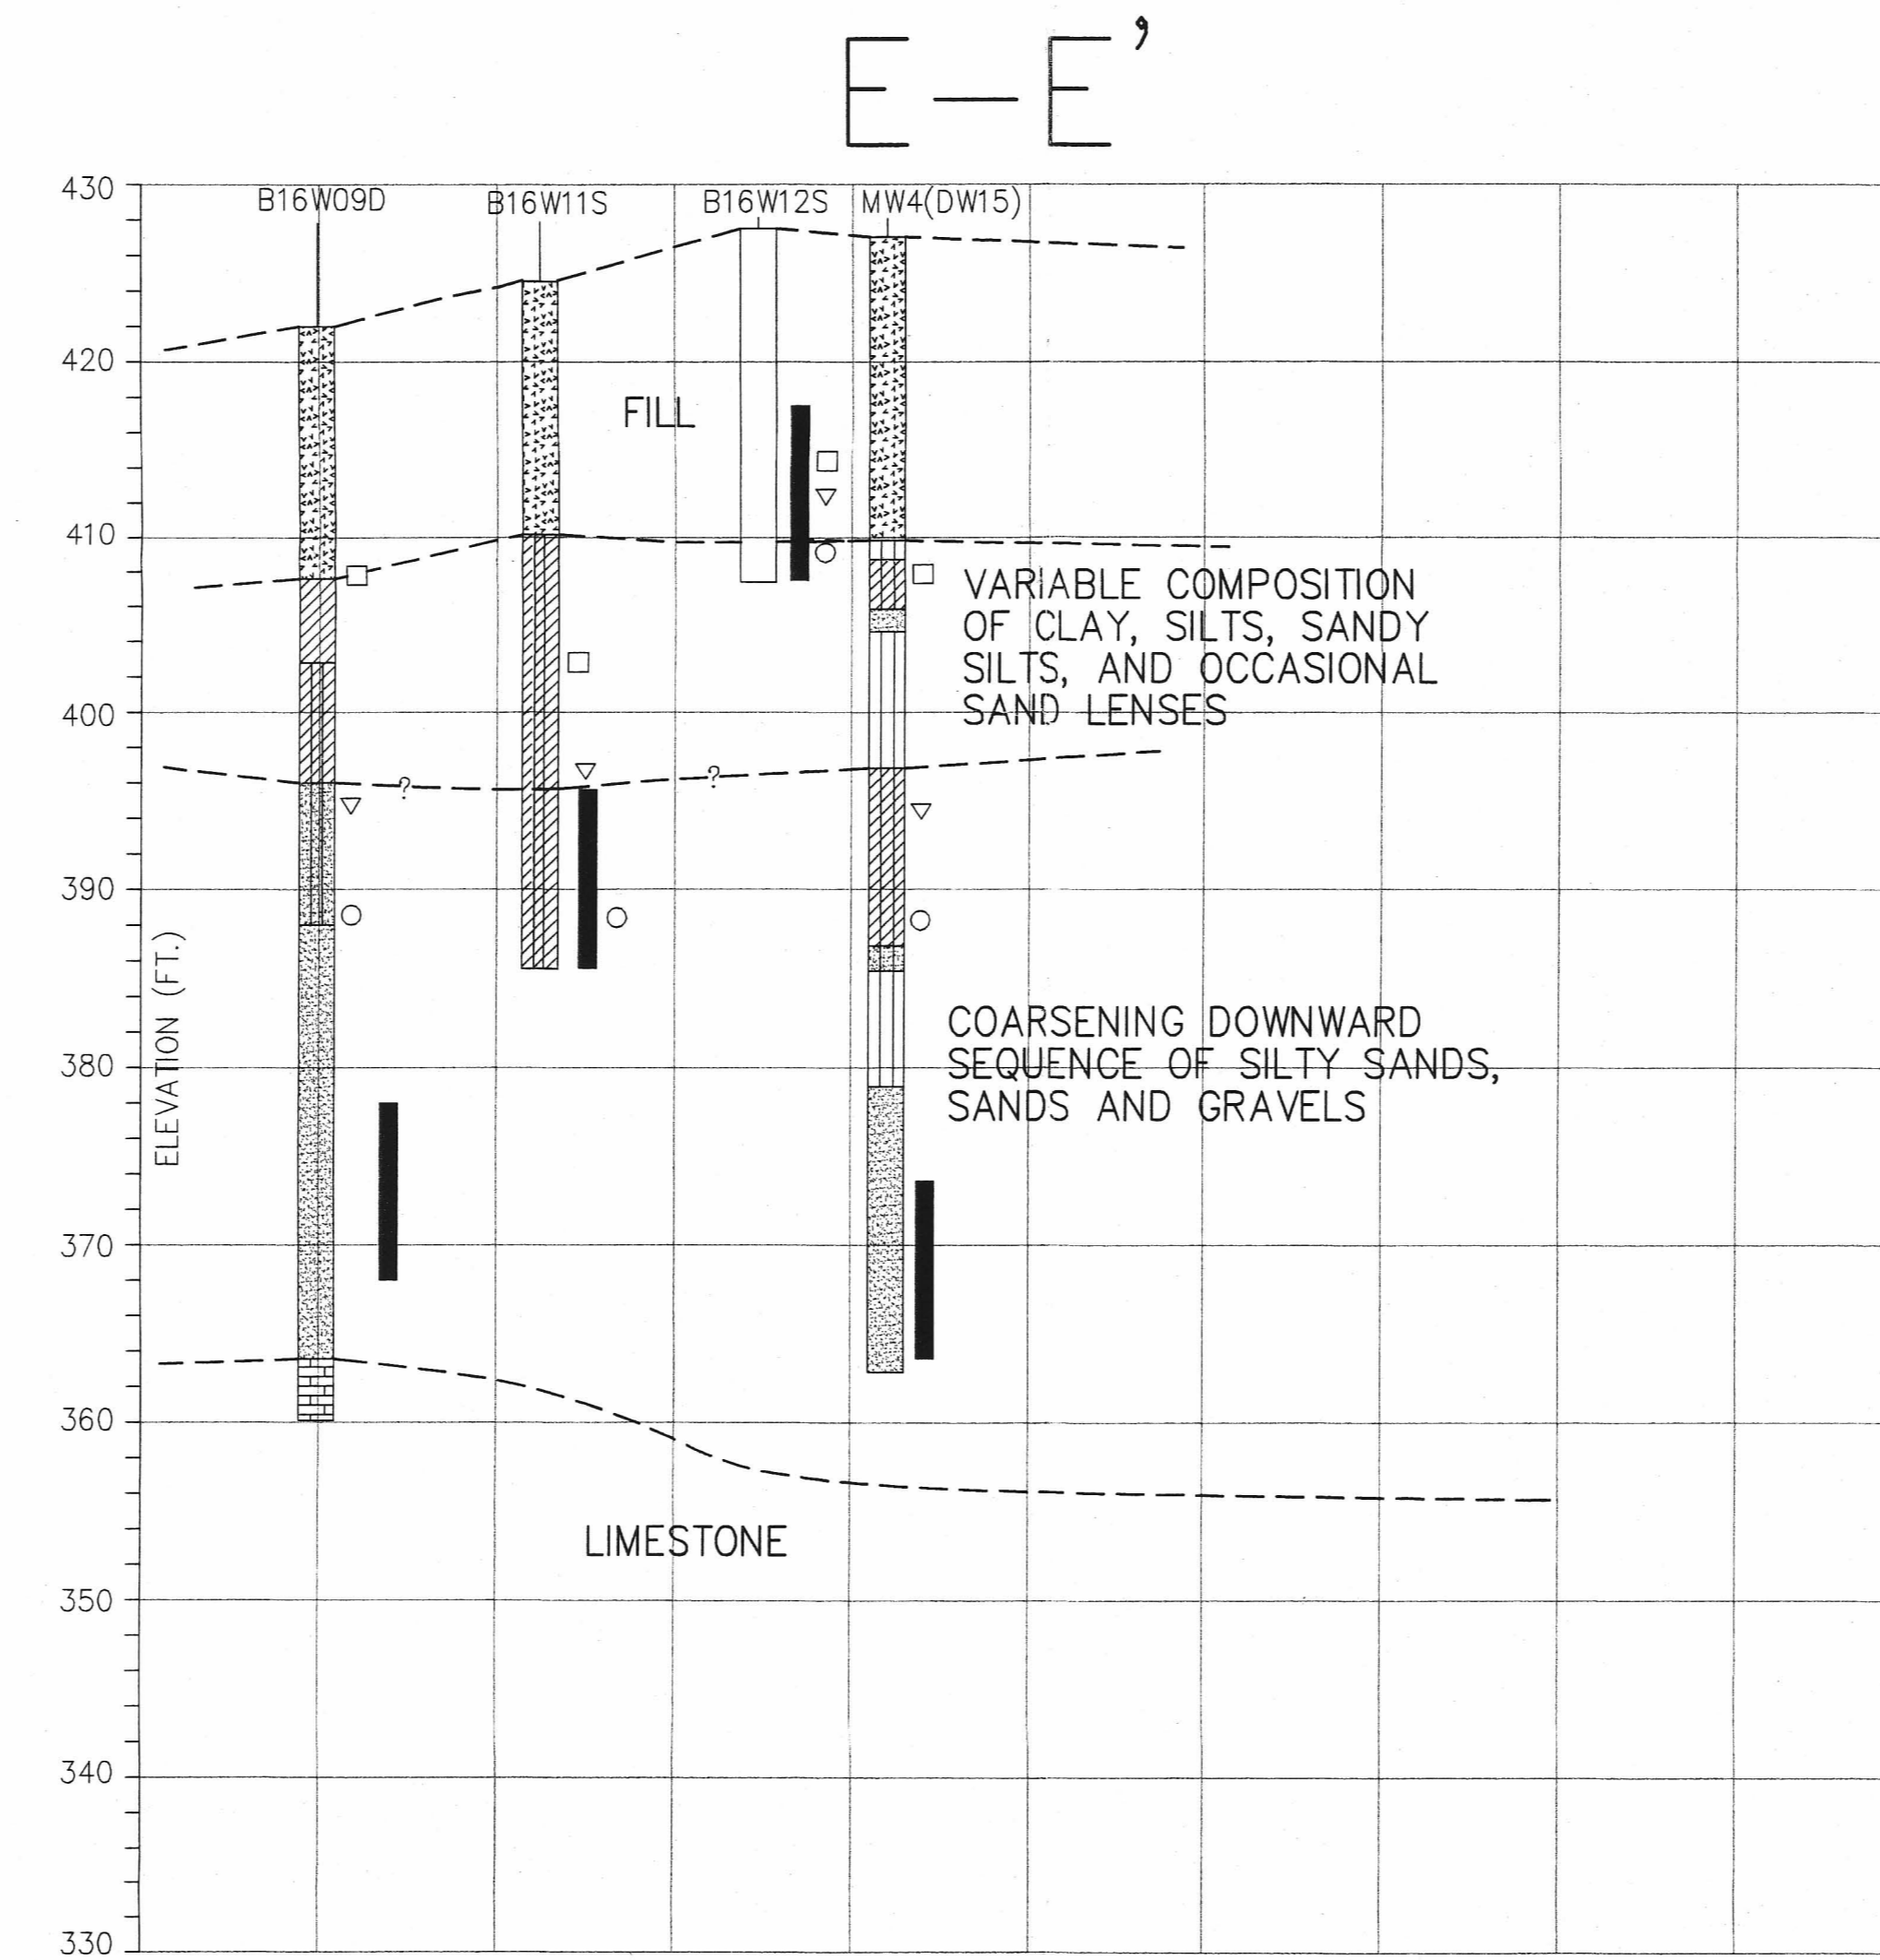 E—E'
430
B16W09D
B16W11S
B16W12S
MW4(DW15)
420
FILL
410
VARIABLE COMPOSITION
OF CLAY, SILTS, SANDY
SILTS, AND OCCASIONAL
SAND LENSES
400
?
?
390
ELEVATION (FT.)
COARSENING DOWNWARD
SEQUENCE OF SILTY SANDS,
SANDS AND GRAVELS
380
370
360
LIMESTONE
350
340
330